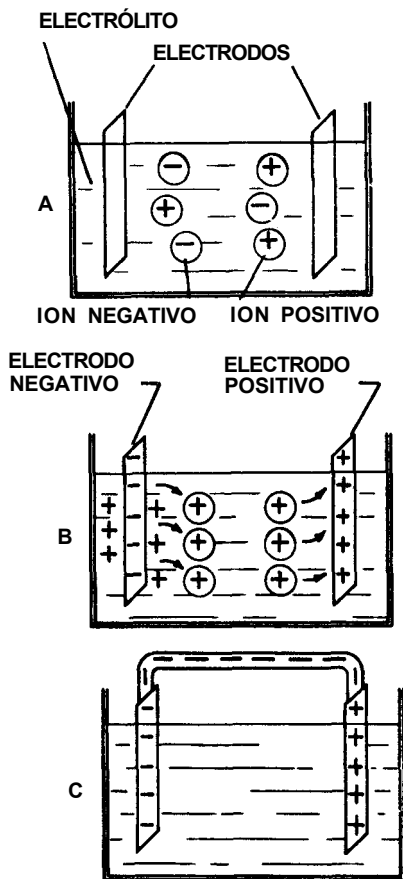 ELECTRÓLITO
ELECTRODOS
A
ION NEGATIVO ION POSITIVO
ELECTRODO
NEGATIVO
ELECTRODO
POSITIVO
B
C